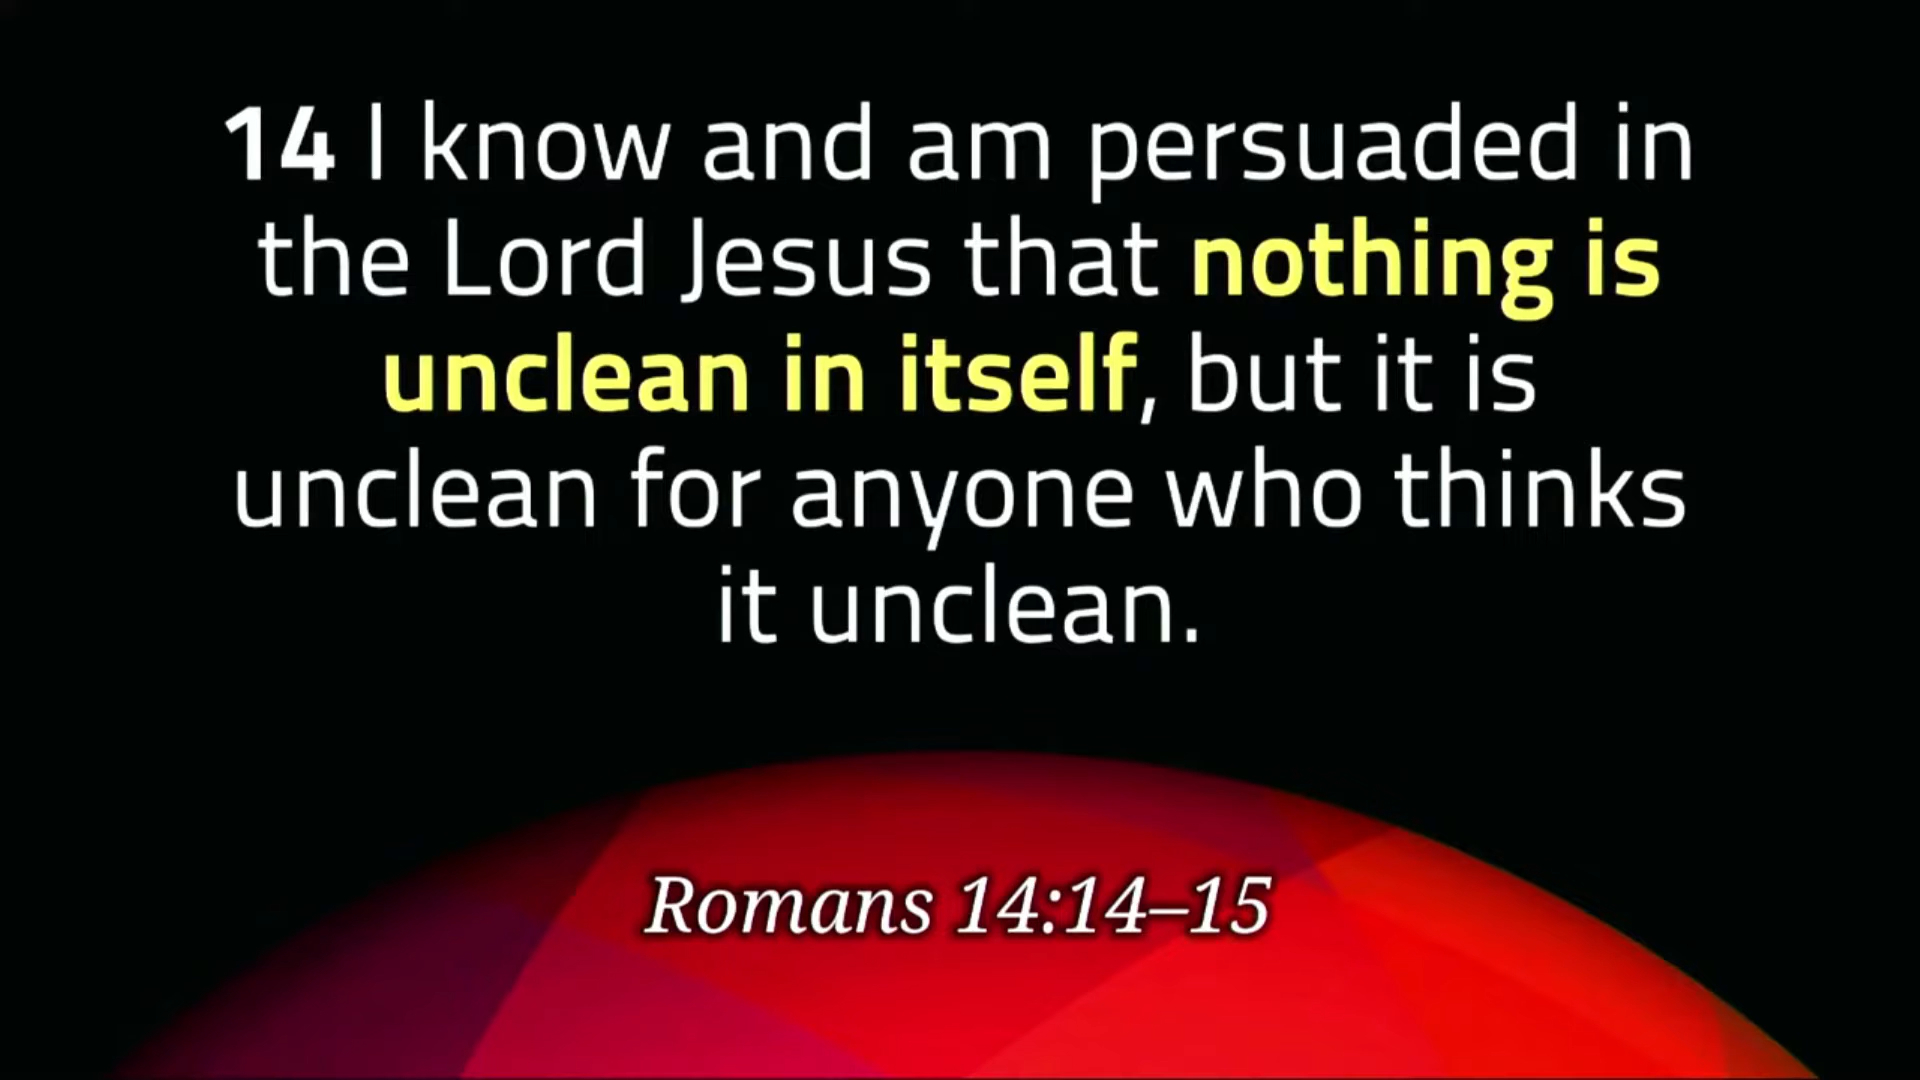 14 I know and am persuaded in
the Lord Jesus that nothing is
unclean in itself, but it is
unclean for anyone who thinks
it unclean.
Romans 14:14–15